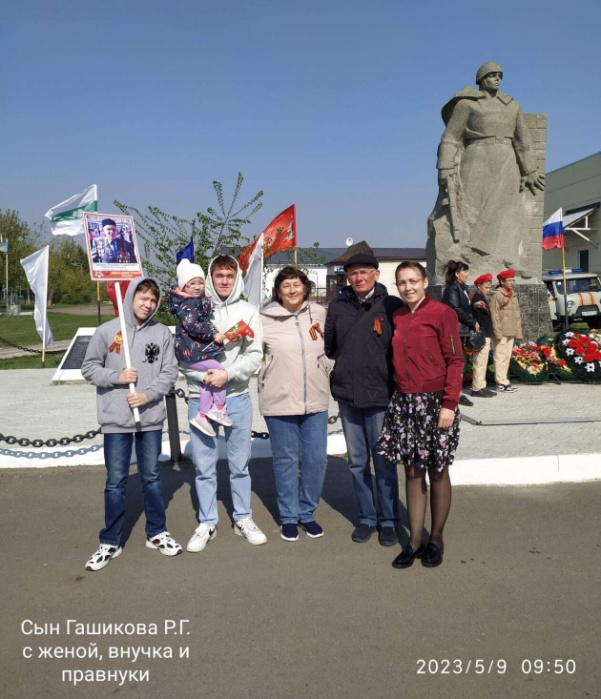 Сын Гашикова Р.Г.
с женой, внучка и
правнуки
2023/5/9 09:50